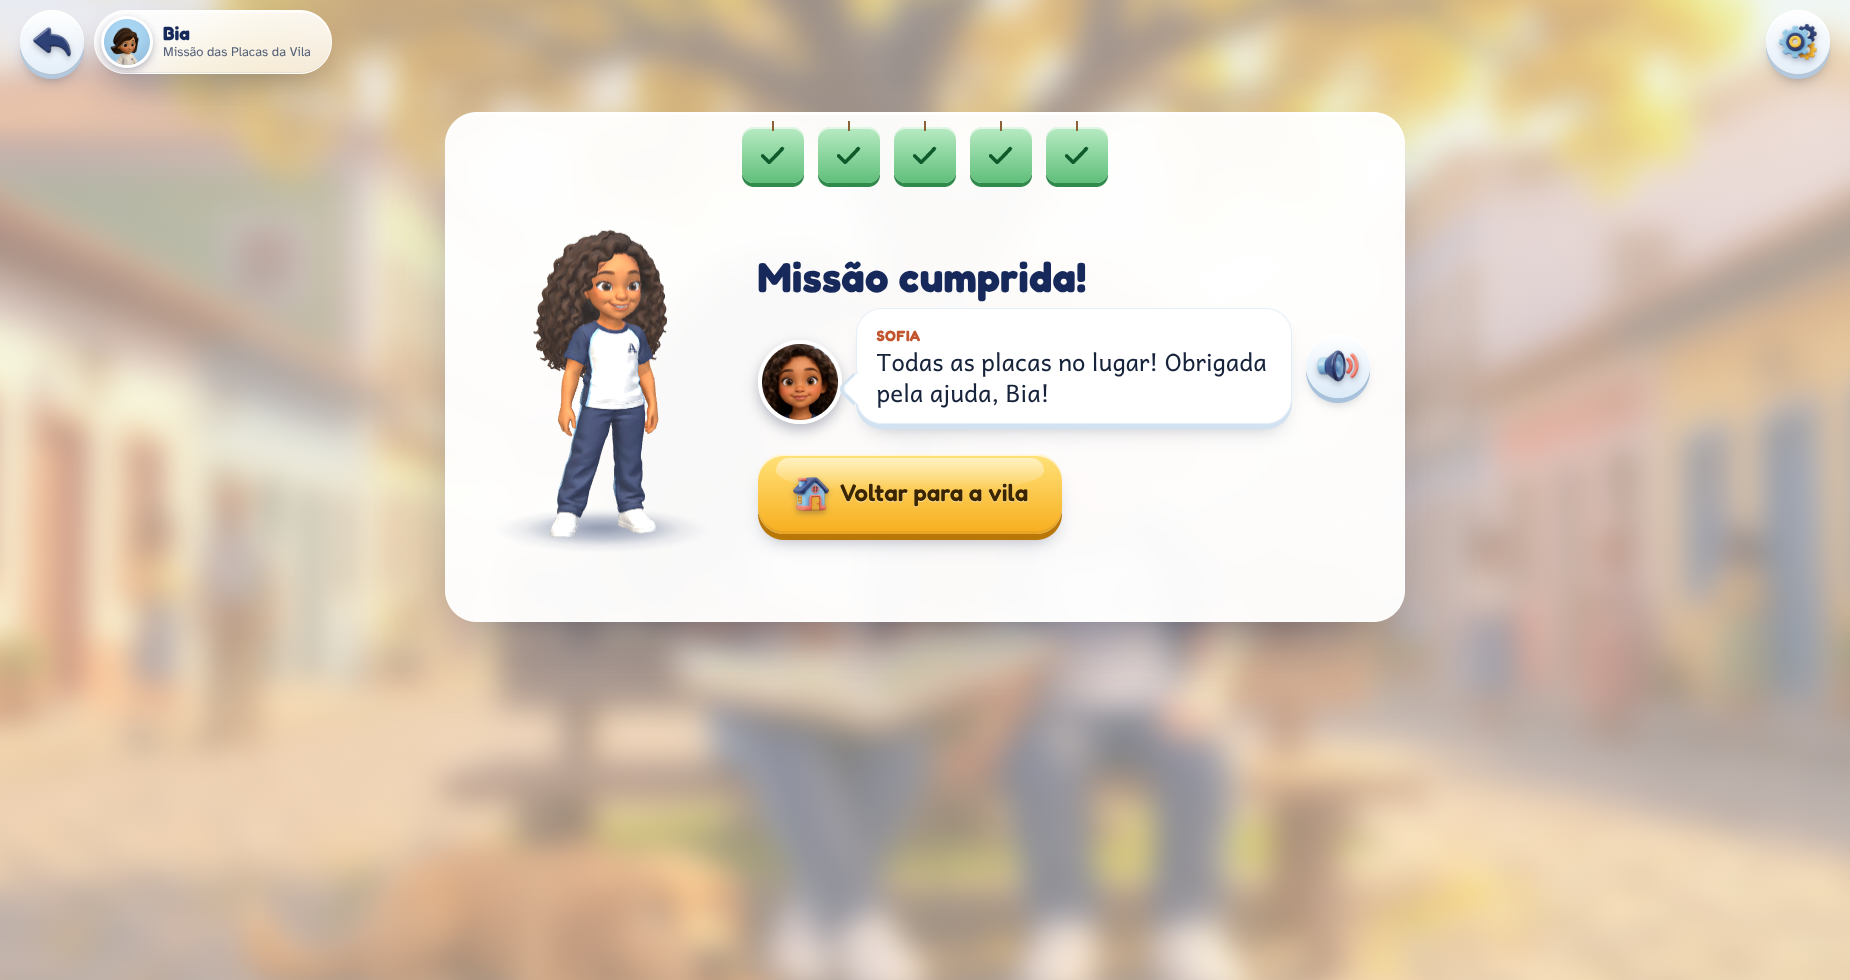 Bia
Missão das Placas da Vila
Missão cumprida!
SOFIA
Todas as placas no lugar! Obrigada
pela ajuda, Bia!
Voltar para a vila